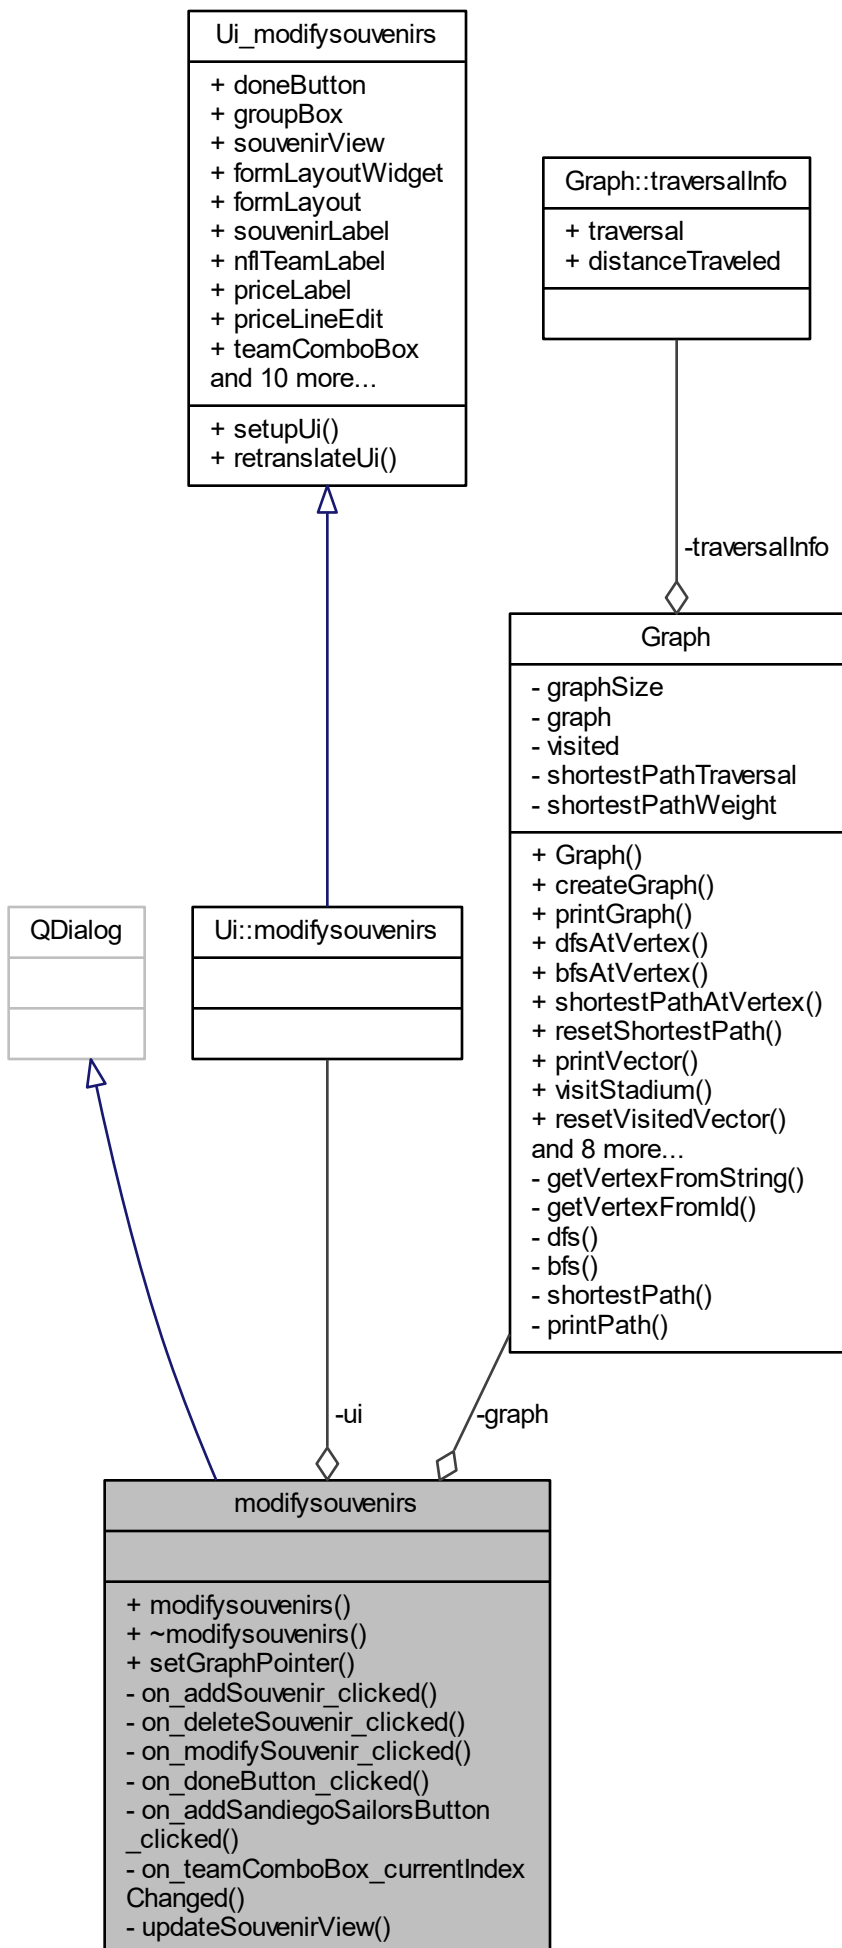 Ui_modifysouvenirs
+ doneButton
+ groupBox
+ souvenirView
+ formLayoutWidget
+ formLayout
+ souvenirLabel
+ nflTeamLabel
+ priceLabel
+ priceLineEdit
+ teamComboBox
and 10 more...
+ setupUi()
+ retranslateUi()
Graph::traversalInfo
+ traversal
+ distanceTraveled
-traversalInfo
Graph
- graphSize
- graph
- visited
- shortestPathTraversal
- shortestPathWeight
+ Graph()
+ createGraph()
+ printGraph()
+ dfsAtVertex()
+ bfsAtVertex()
+ shortestPathAtVertex()
+ resetShortestPath()
+ printVector()
+ visitStadium()
+ resetVisitedVector()
and 8 more...
- getVertexFromString()
- getVertexFromId()
- dfs()
- bfs()
- shortestPath()
- printPath()
QDialog
Ui::modifysouvenirs
-ui
-graph
modifysouvenirs
+ modifysouvenirs()
+ ~modifysouvenirs()
+ setGraphPointer()
- on_addSouvenir_clicked()
- on_deleteSouvenir_clicked()
- on_modifySouvenir_clicked()
- on_doneButton_clicked()
- on_addSandiegoSailorsButton
_clicked()
- on_teamComboBox_currentIndex
Changed()
- updateSouvenirView()